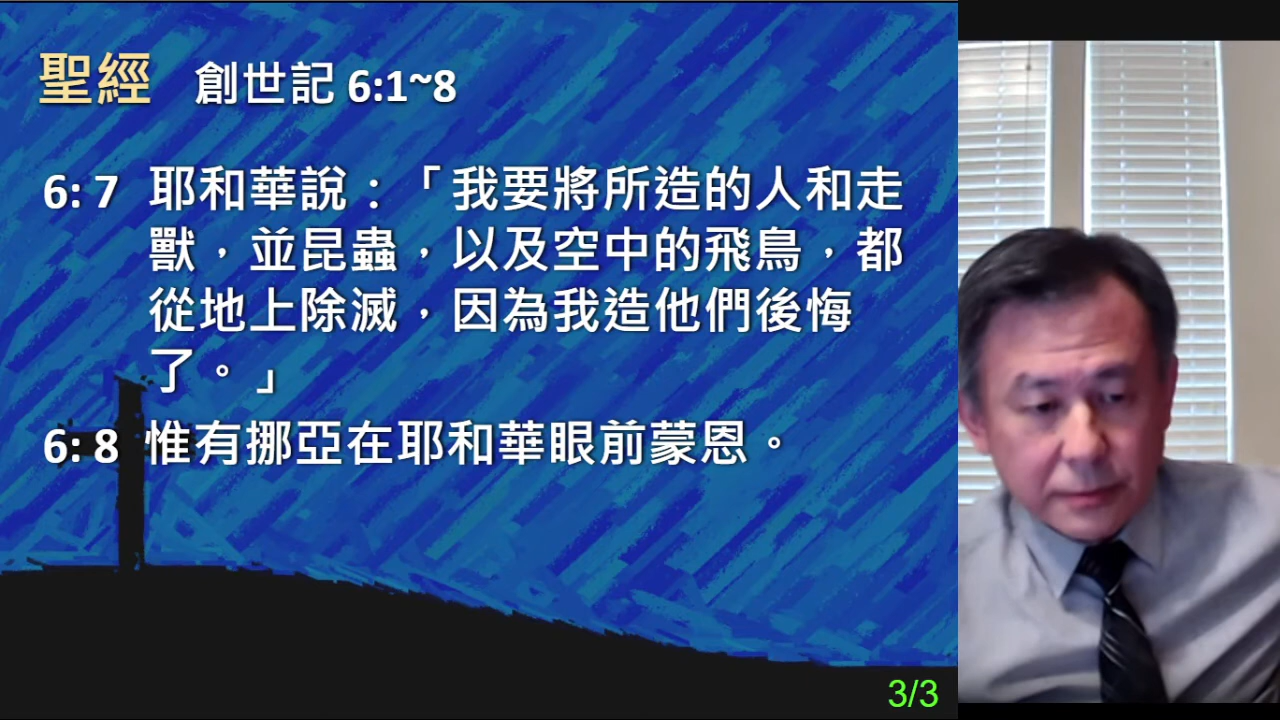 聖經 創世記 6:1~8
6: 7 耶和華說：「我要將所造的人和走
獸，並昆蟲，以及空中的飛鳥，都
從地上除滅，因為我造他們後悔
了。」
6: 8 惟有挪亞在耶和華眼前蒙恩。
3/3